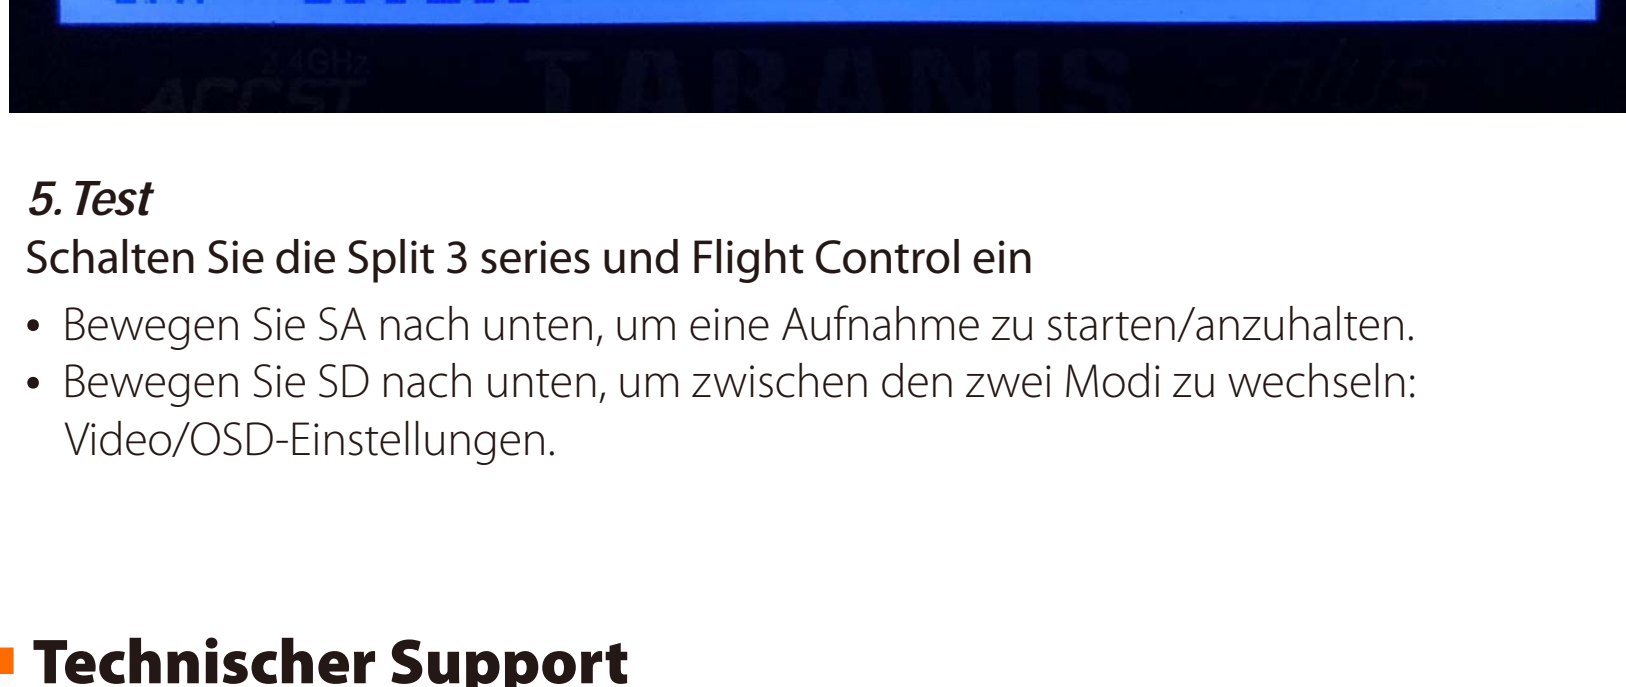 2.4GHz
ACCST TARANIS plus
5. Test
Schalten Sie die Split 3 series und Flight Control ein
• Bewegen Sie SA nach unten, um eine Aufnahme zu starten/anzuhalten.
• Bewegen Sie SD nach unten, um zwischen den zwei Modi zu wechseln:
Video/OSD-Einstellungen.
Technischer Support